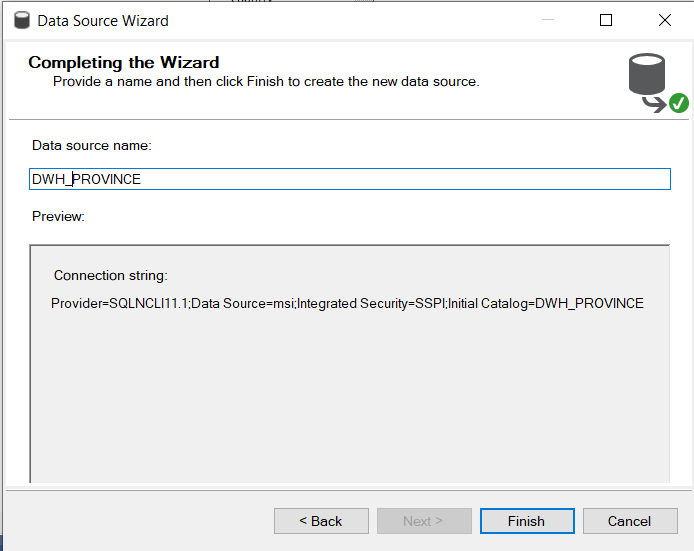 Data Source Wizard
Completing the Wizard
Provide a name and then click Finish to create the new data source.
Data source name:
DWH_PROVINCE
Preview:
Connection string:
Provider=SQLNCLI11.1;Data Source=msi;Integrated Security=SSPI;Initial Catalog=DWH_PROVINCE
< Back
Next >
Finish
Cancel